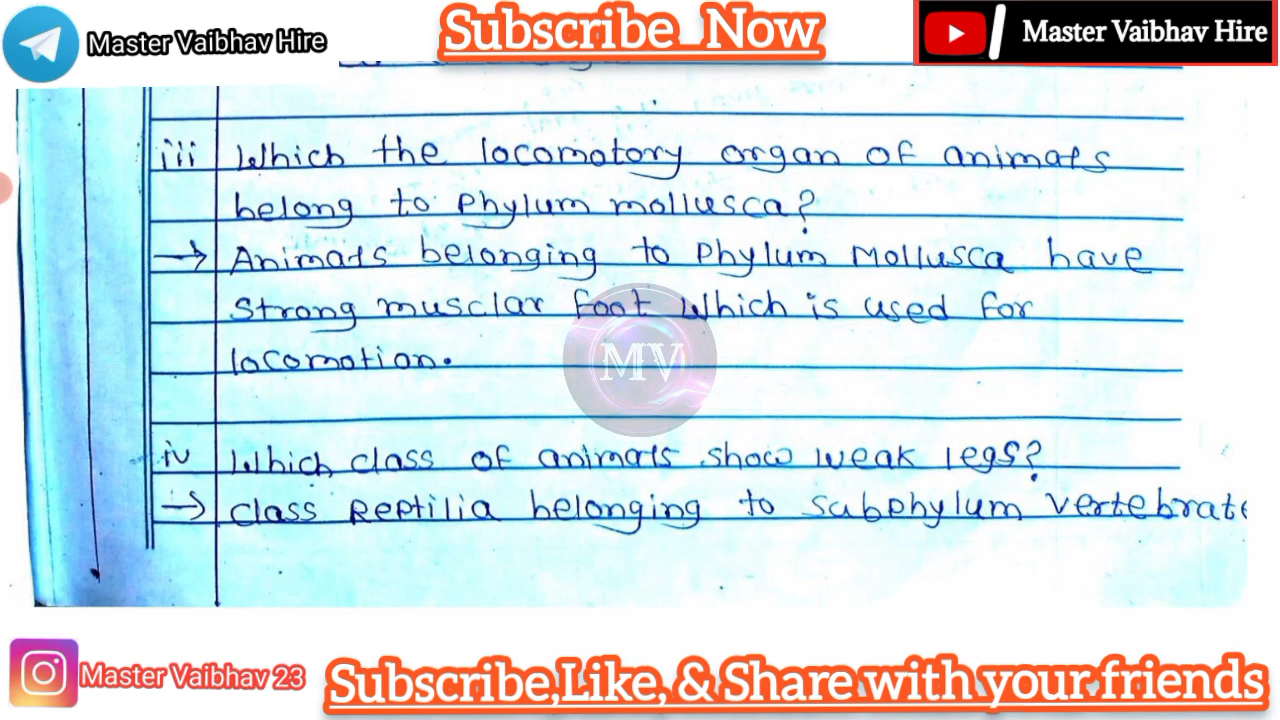 Master Vaibhav Hire
Subscribe Now
Master Vaibhav Hire
iii Which the locomotory organ of animals
belong to Phylum mollusca?
→ Animals belonging to Phylum Mollusca have
strong musclar foot which is used for
locomotion.
MV
iv Which class of animals show weak legs?
→ class Reptilia belonging to subphylum vertebrate
Master Vaibhav 23
Subscribe,Like, & Share with your friends